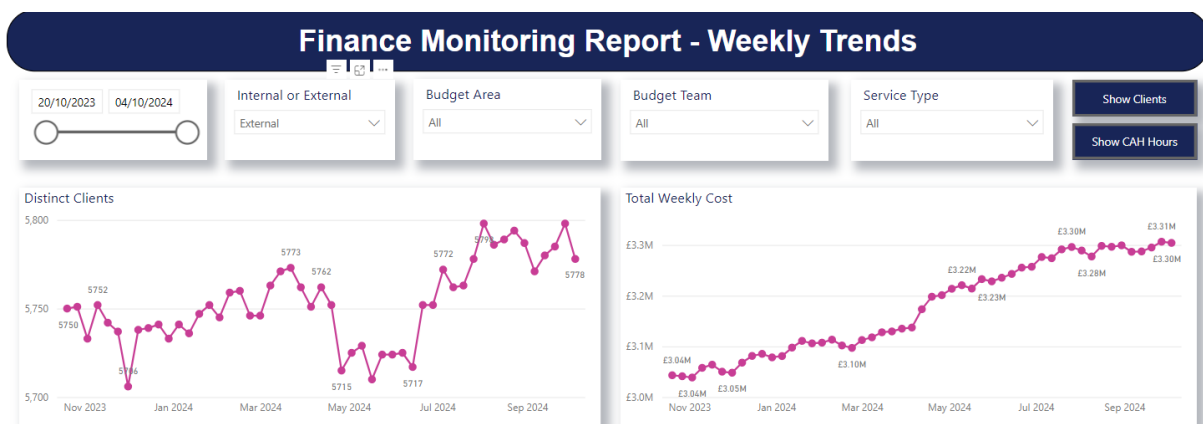 Finance Monitoring Report - Weekly Trends
20/10/2023 04/10/2024
Internal or External
External
Budget Area
All
Budget Team
All
Service Type
All
Show Clients
Show CAH Hours
Distinct Clients
5,800
5,750
5,700
5750
5752
5706
5773
5762
5715
5717
5772
5778
Nov 2023 Jan 2024 Mar 2024 May 2024 Jul 2024 Sep 2024
Total Weekly Cost
£3.3M
£3.2M
£3.1M
£3.0M
£3.04M
£3.04M
£3.05M
£3.10M
£3.22M
£3.23M
£3.30M
£3.28M
£3.31M
£3.30M
Nov 2023 Jan 2024 Mar 2024 May 2024 Jul 2024 Sep 2024